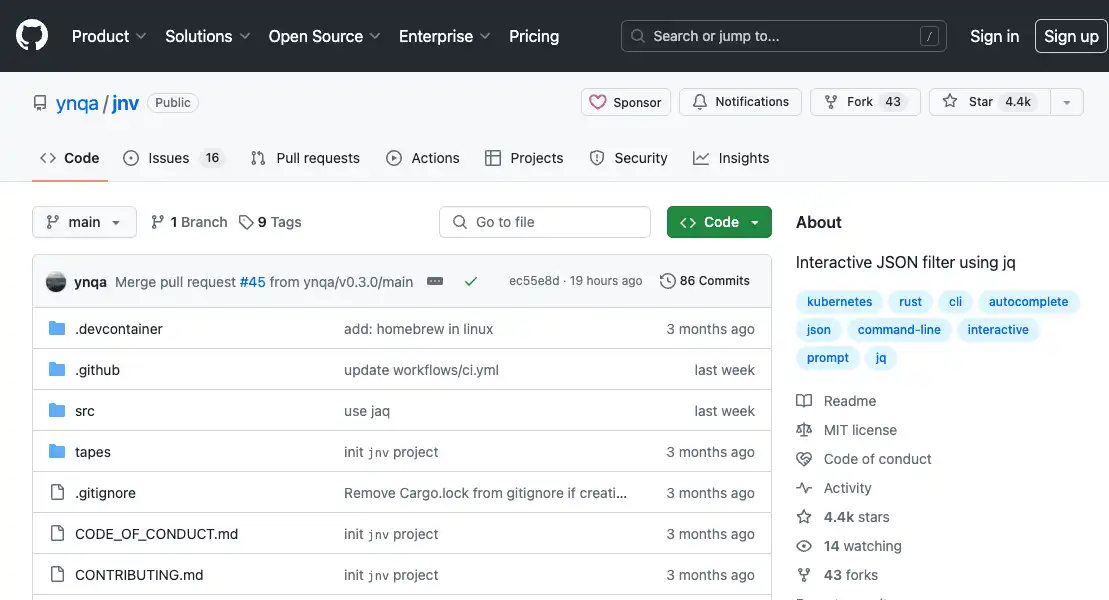 Product Solutions Open Source Enterprise Pricing Search or jump to... / Sign in Sign up
ynqa / jnv Public Sponsor Notifications Fork 43 Star 4.4k
Code Issues 16 Pull requests Actions Projects Security Insights
main 1 Branch 9 Tags Go to file Code
ynqa Merge pull request #45 from ynqa/v0.3.0/main ec55e8d · 19 hours ago 86 Commits
.devcontainer add: homebrew in linux 3 months ago
.github update workflows/ci.yml last week
src use jaq last week
tapes init jnv project 3 months ago
.gitignore Remove Cargo.lock from gitignore if creati... 3 months ago
CODE_OF_CONDUCT.md init jnv project 3 months ago
CONTRIBUTING.md init jnv project 3 months ago
About
Interactive JSON filter using jq
kubernetes rust cli autocomplete
json command-line interactive
prompt jq
Readme
MIT license
Code of conduct
Activity
4.4k stars
14 watching
43 forks